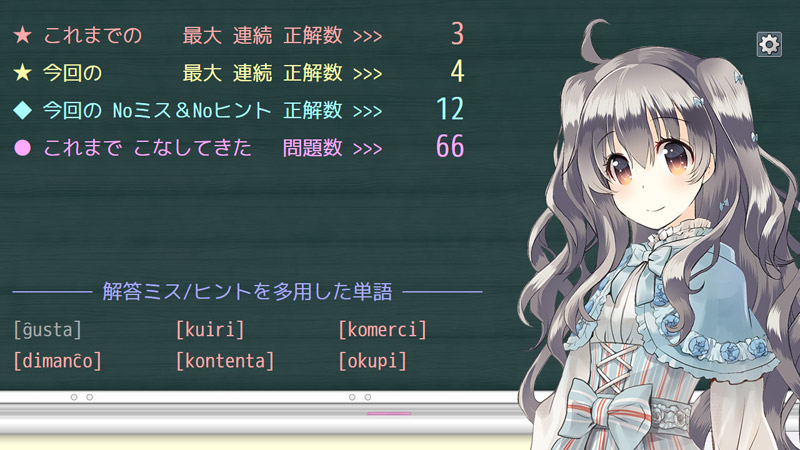 ★ これまでの 最大 連続 正解数 >>> 3
★ 今回の 最大 連続 正解数 >>> 4
◆ 今回の Noミス&Noヒント 正解数 >>> 12
● これまで こなしてきた 問題数 >>> 66
解答ミス/ヒントを多用した単語
[ĝusta] [kuiri] [komerci]
[dimanĉo] [kontenta] [okupi]